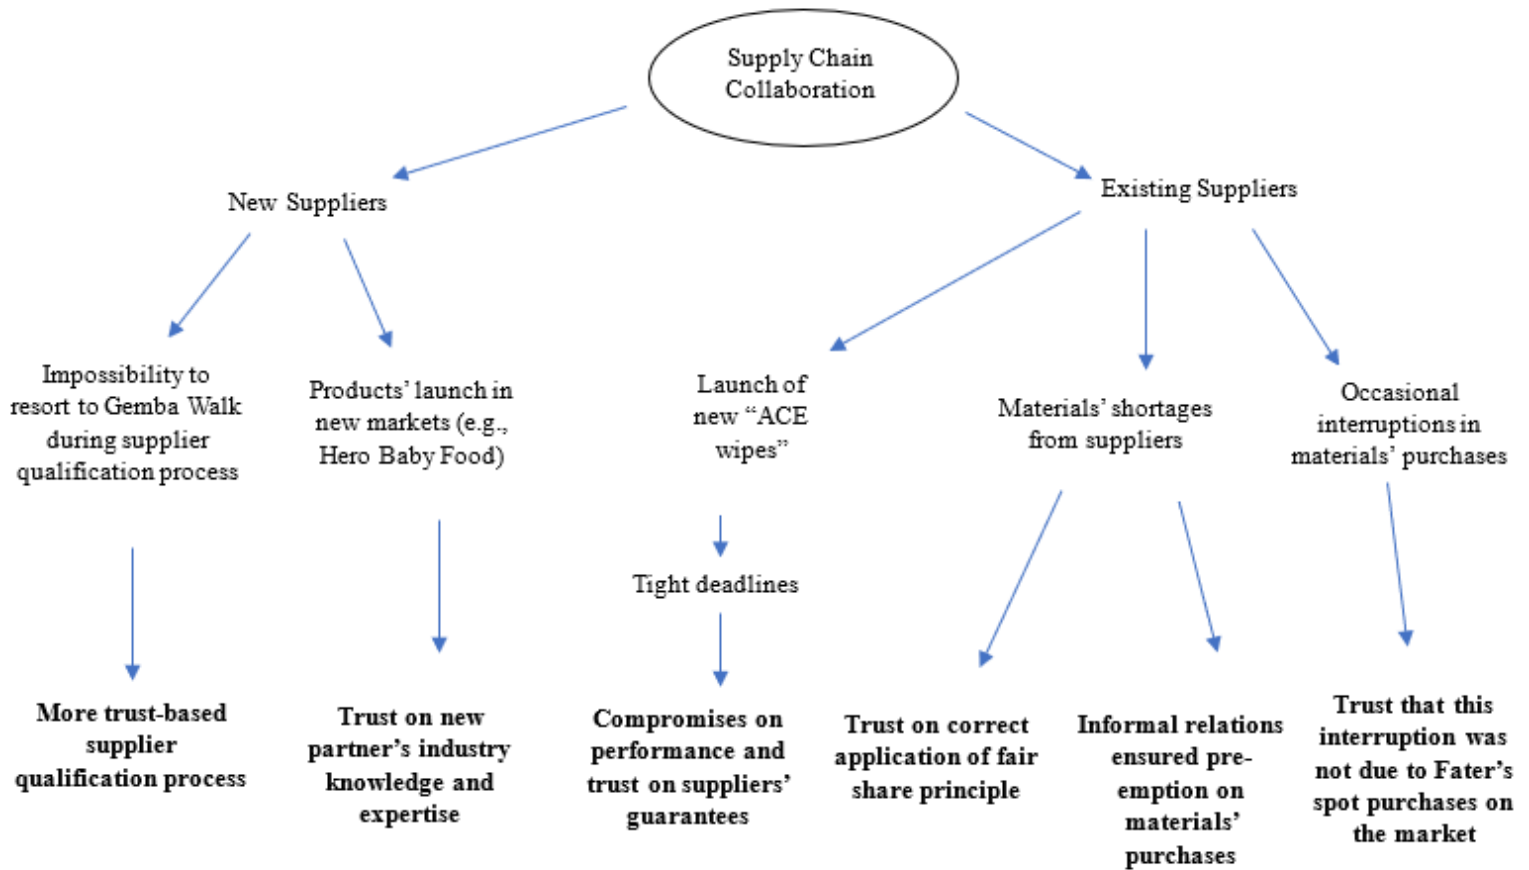 Supply Chain
Collaboration
New Suppliers
Existing Suppliers
Impossibility to
resort to Gemba Walk
during supplier
qualification process
Products’ launch in
new markets (e.g.,
Hero Baby Food)
Launch of
new “ACE
wipes”
Materials’ shortages
from suppliers
Occasional
interruptions in
materials’ purchases
Tight deadlines
More trust-based
supplier
qualification process
Trust on new
partner’s industry
knowledge and
expertise
Compromises on
performance and
trust on suppliers’
guarantees
Trust on correct
application of fair
share principle
Informal relations
ensured pre-
emption on
materials’
purchases
Trust that this
interruption was
not due to Fater’s
spot purchases on
the market